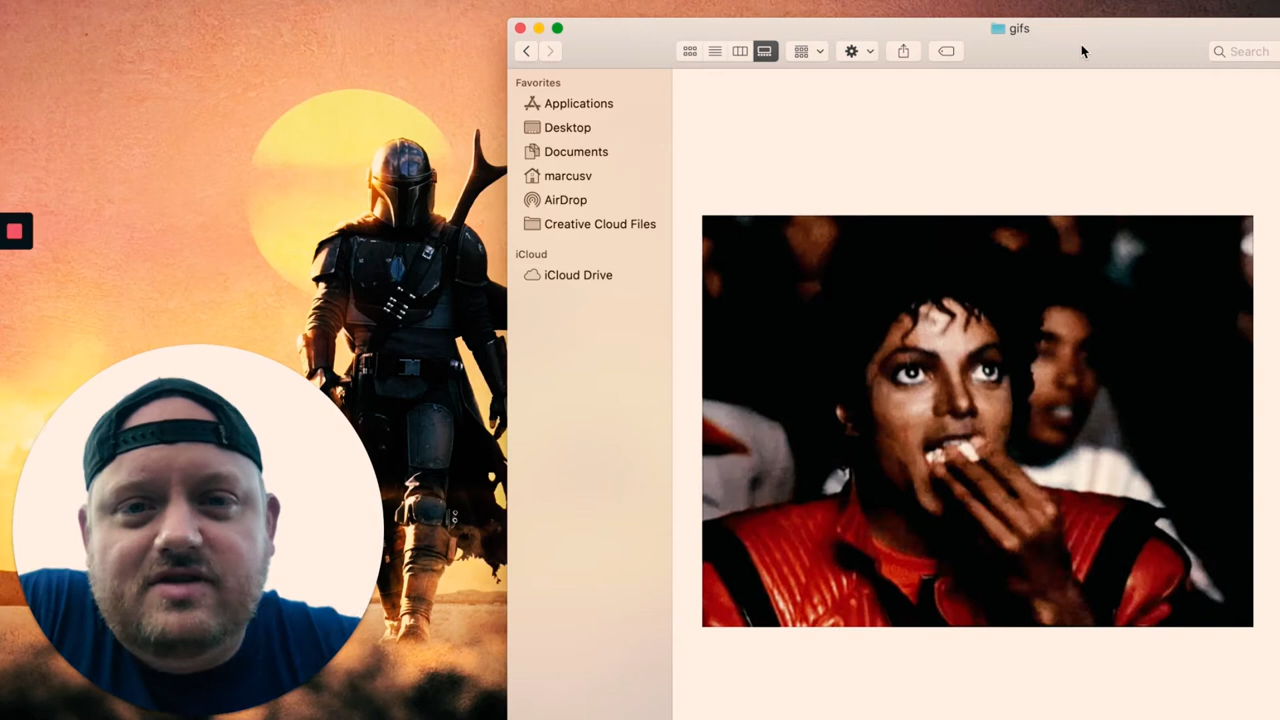 gifs
Search
Favorites
Applications
Desktop
Documents
marcusv
AirDrop
Creative Cloud Files
iCloud
iCloud Drive